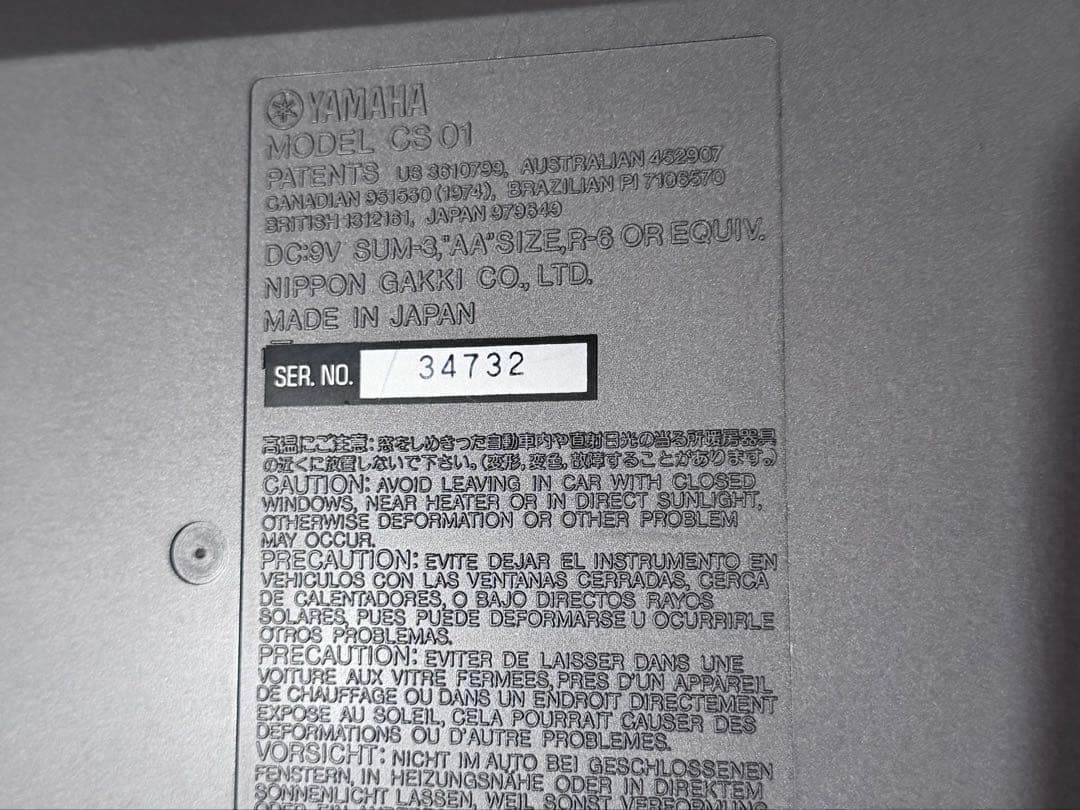 YAMAHA
MODEL CS 01
PATENTS US 3610799, AUSTRALIAN 452907
CANADIAN 951550 (1974), BRAZILIAN PI 7106570
BRITISH 1312181, JAPAN 979649
DC:9V SUM-3,"AA"SIZE,R-6 OR EQUIV.
NIPPON GAKKI CO., LTD.
MADE IN JAPAN
SER. NO. 34732
高温にご注意:窓をしめきった自動車内や直射日光の当る所暖房器具
の近くに放置しないで下さい。(変形,変色,故障することがあります。)
CAUTION: AVOID LEAVING IN CAR WITH CLOSED
WINDOWS, NEAR HEATER OR IN DIRECT SUNLIGHT,
OTHERWISE DEFORMATION OR OTHER PROBLEM
MAY OCCUR.
PRECAUTION: EVITE DEJAR EL INSTRUMENTO EN
VEHICULOS CON LAS VENTANAS CERRADAS, CERCA
DE CALENTADORES, O BAJO DIRECTOS RAYOS
SOLARES, PUES PUEDE DEFORMARSE U OCURRIRLE
OTROS PROBLEMAS.
PRECAUTION: EVITER DE LAISSER DANS UNE
VOITURE AUX VITRE FERMEES, PRES D'UN APPAREIL
DE CHAUFFAGE OU DANS UN ENDROIT DIRECTEMENT
EXPOSE AU SOLEIL, CELA POURRAIT CAUSER DES
DEFORMATIONS OU D'AUTRE PROBLEMES.
VORSICHT: NICHT IM AUTO BEI GESCHLOSSENEN
FENSTERN, IN HEIZUNGSNÄHE ODER IN DIREKTEM
SONNENLICHT LASSEN, WEIL SONST VERFORMUNG